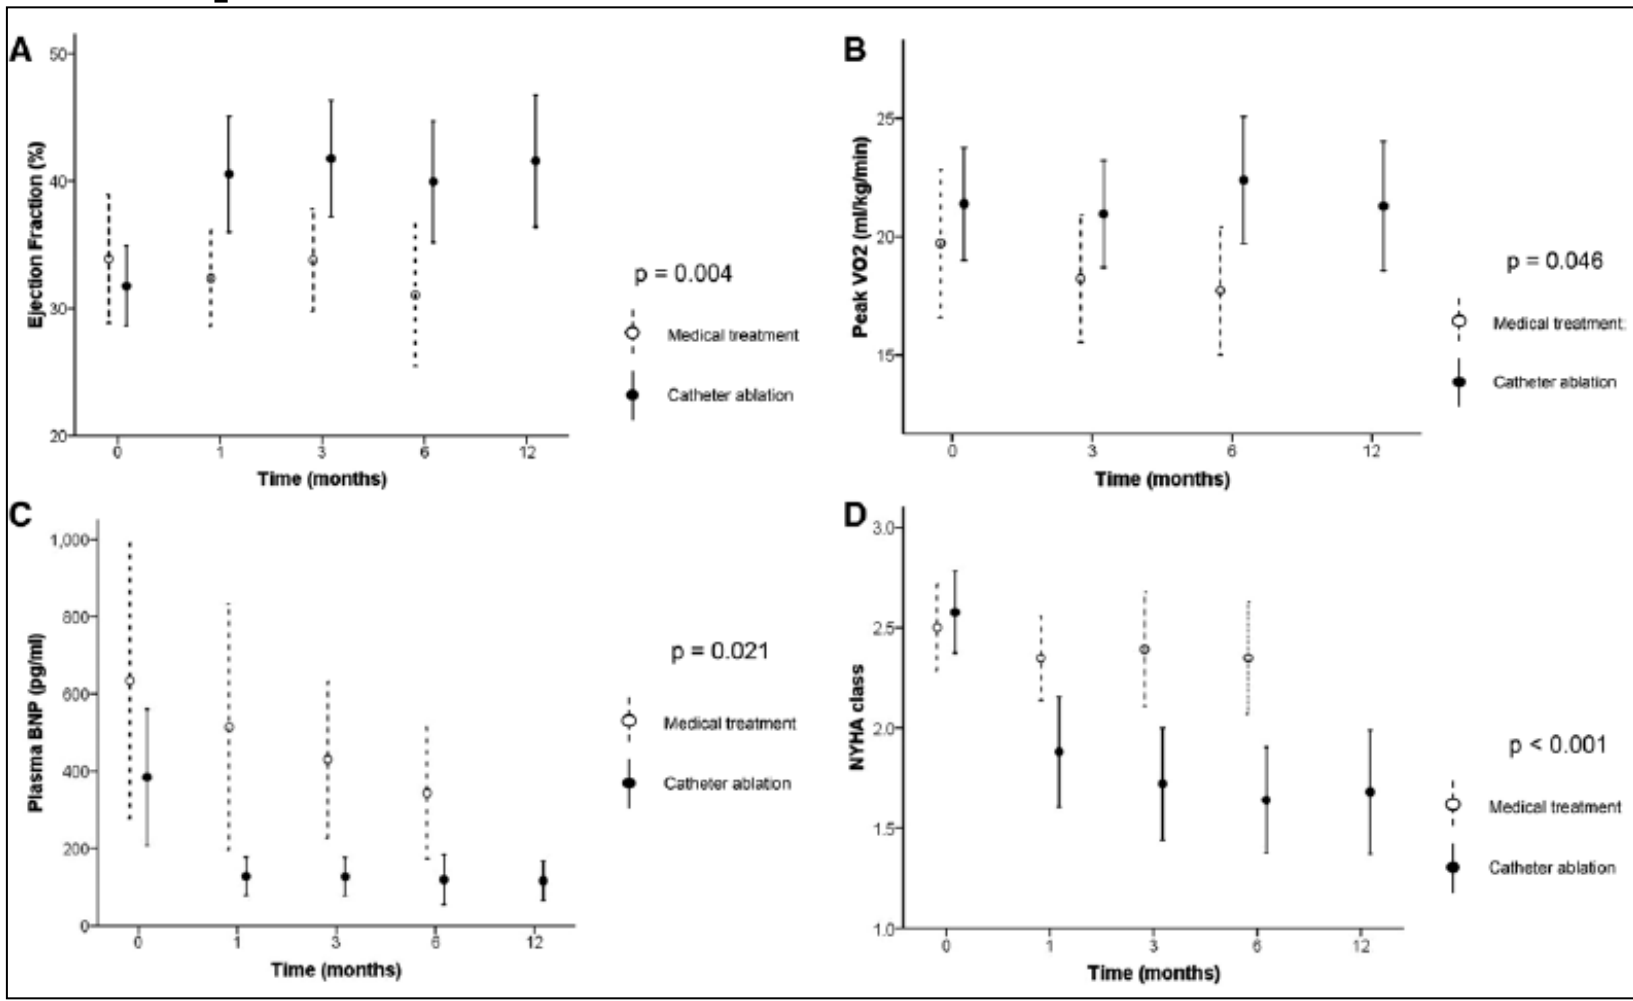 A
50
40
30
20
Ejection Fraction (%)
0 1 3 6 12
Time (months)
p = 0.004
Medical treatment
Catheter ablation
B
25
20
15
Peak VO2 (ml/kg/min)
0 3 6 12
Time (months)
p = 0.046
Medical treatment
Catheter ablation
C
1,000
800
600
400
200
0
Plasma BNP (pg/ml)
0 1 3 6 12
Time (months)
p = 0.021
Medical treatment
Catheter ablation
D
3.0
2.5
2.0
1.5
1.0
NYHA class
0 1 3 6 12
Time (months)
p < 0.001
Medical treatment
Catheter ablation